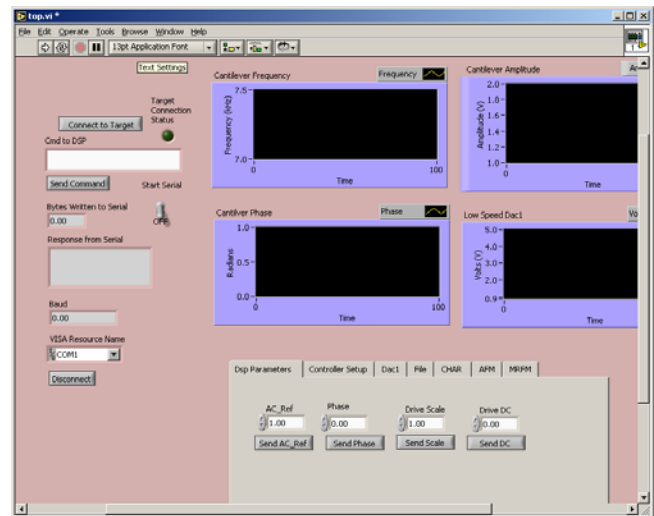 top.vi *
File Edit Operate Tools Browse Window Help
13pt Application Font
1
Text Settings
Cantilever Frequency
Frequency
Cantilever Amplitude
Target
Connection
Status
Connect to Target
Cmd to DSP
Send Command
Start Serial
OFF
Bytes Written to Serial
0.00
Response from Serial
Baud
0.00
VISA Resource Name
COM1
Disconnect
Frequency (kHz)
7.5
7.0
0
100
Time
Amplitude (V)
2.0
1.8
1.6
1.4
1.2
1.0
0
Time
Cantilver Phase
Phase
Radians
1.0
0.5
0.0
0
100
Time
Low Speed Dac1
Vo
Volts (V)
5.0
4.0
3.0
2.0
0.9
0
Time
Dsp Parameters Controller Setup Dac1 File CHAR AFM MRFM
AC_Ref Phase Drive Scale Drive DC
1.00 0.00 1.00 0.00
Send AC_Ref Send Phase Send Scale Send DC